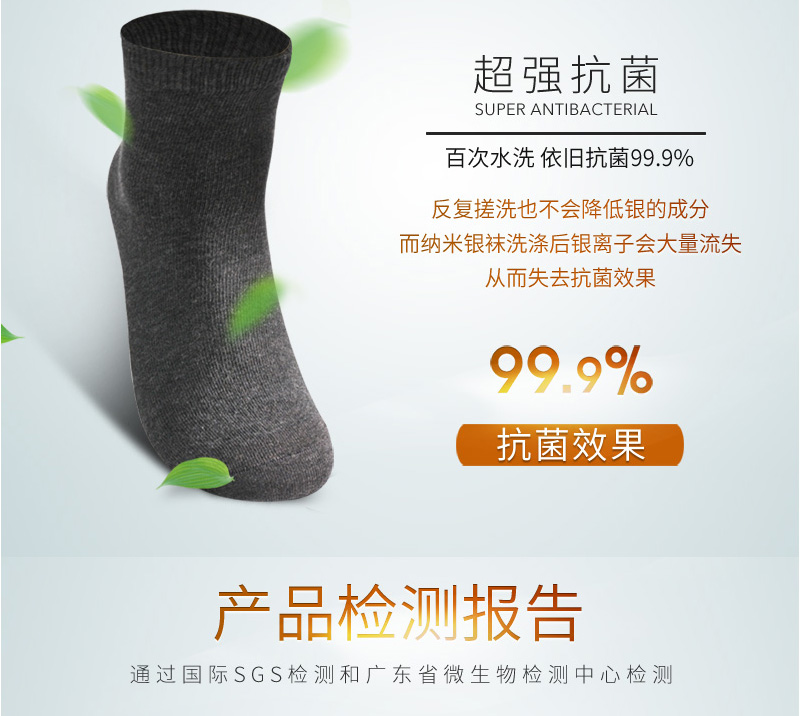 超强抗菌
SUPER ANTIBACTERIAL
百次水洗 依旧抗菌99.9%
反复搓洗也不会降低银的成分
而纳米银袜洗涤后银离子会大量流失
从而失去抗菌效果
99.9%
抗菌效果
产品检测报告
通过国际SGS检测和广东省微生物检测中心检测